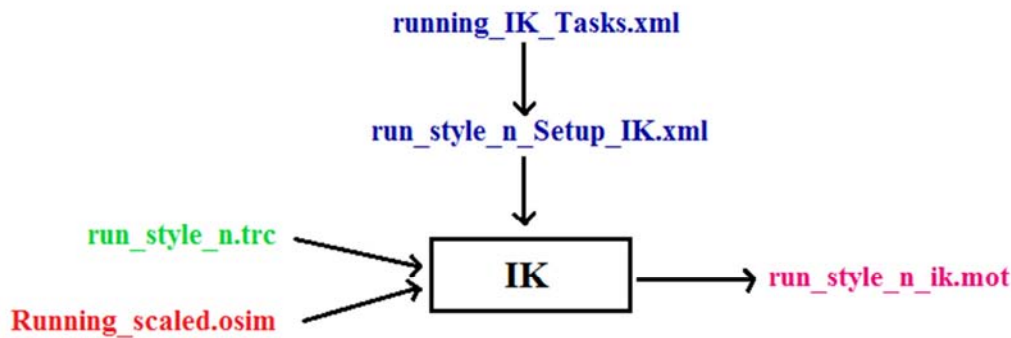 running_IK_Tasks.xml
run_style_n_Setup_IK.xml
run_style_n.trc
IK
run_style_n_ik.mot
Running_scaled.osim